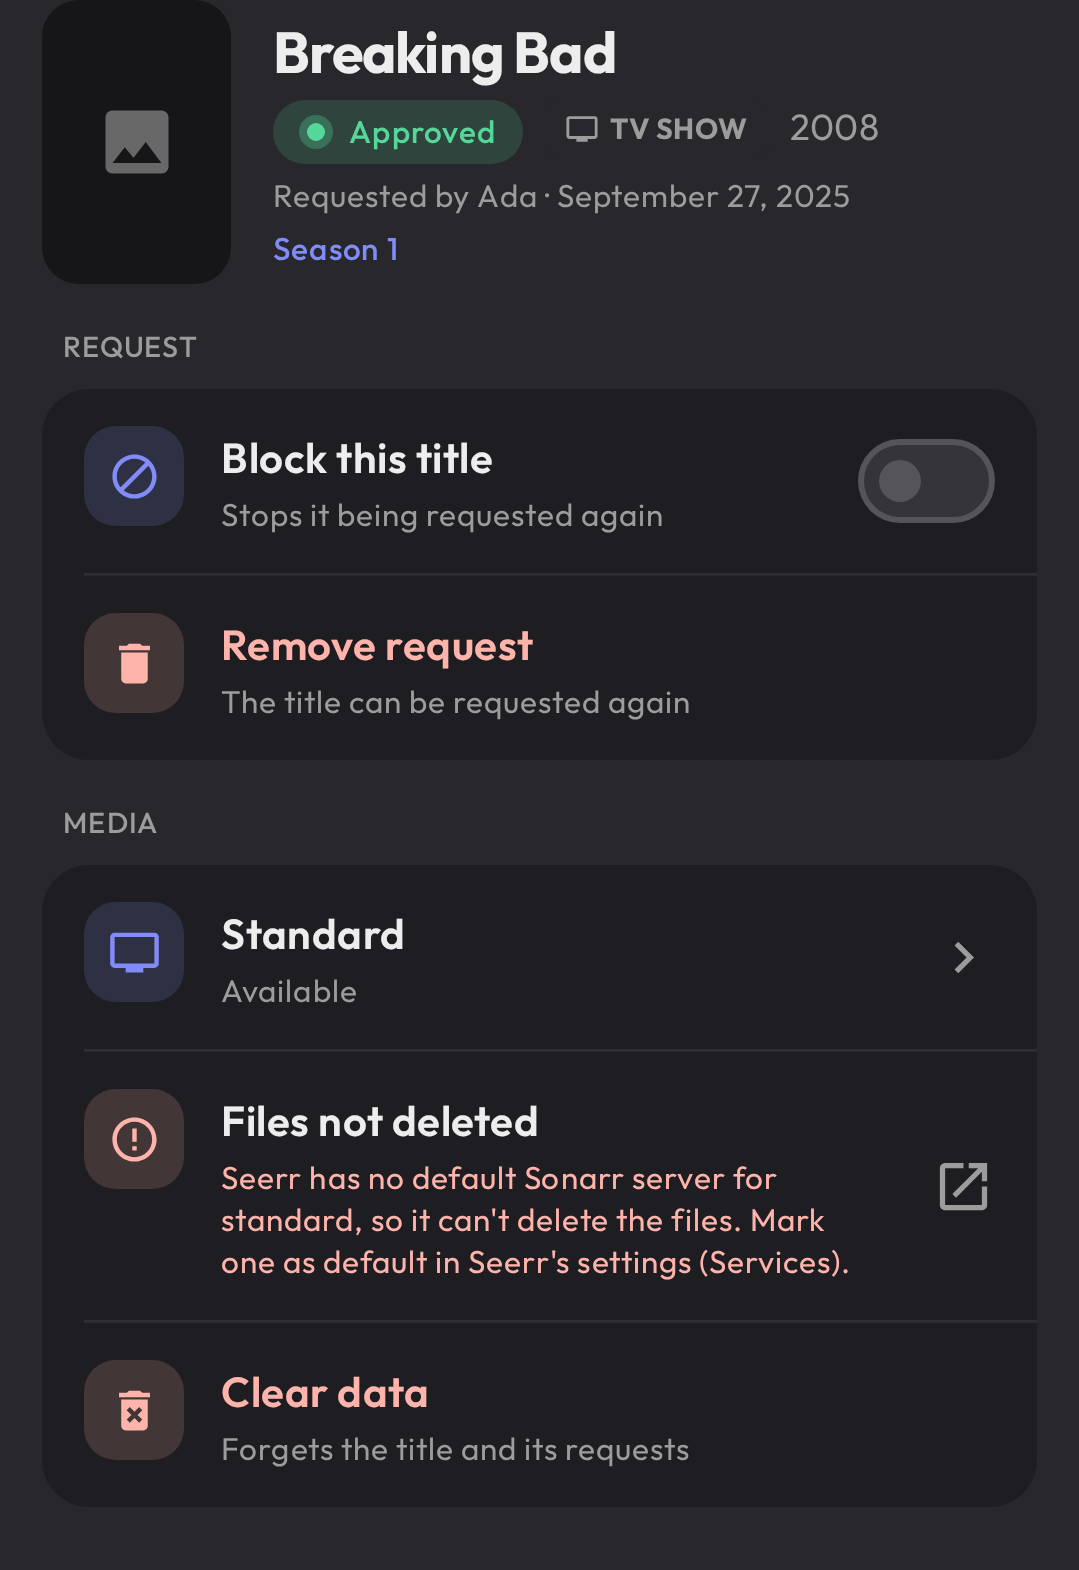 Breaking Bad
Approved
TV SHOW
2008
Requested by Ada · September 27, 2025
Season 1
REQUEST
Block this title
Stops it being requested again
Remove request
The title can be requested again
MEDIA
Standard
Available
Files not deleted
Seerr has no default Sonarr server for
standard, so it can't delete the files. Mark
one as default in Seerr's settings (Services).
Clear data
Forgets the title and its requests